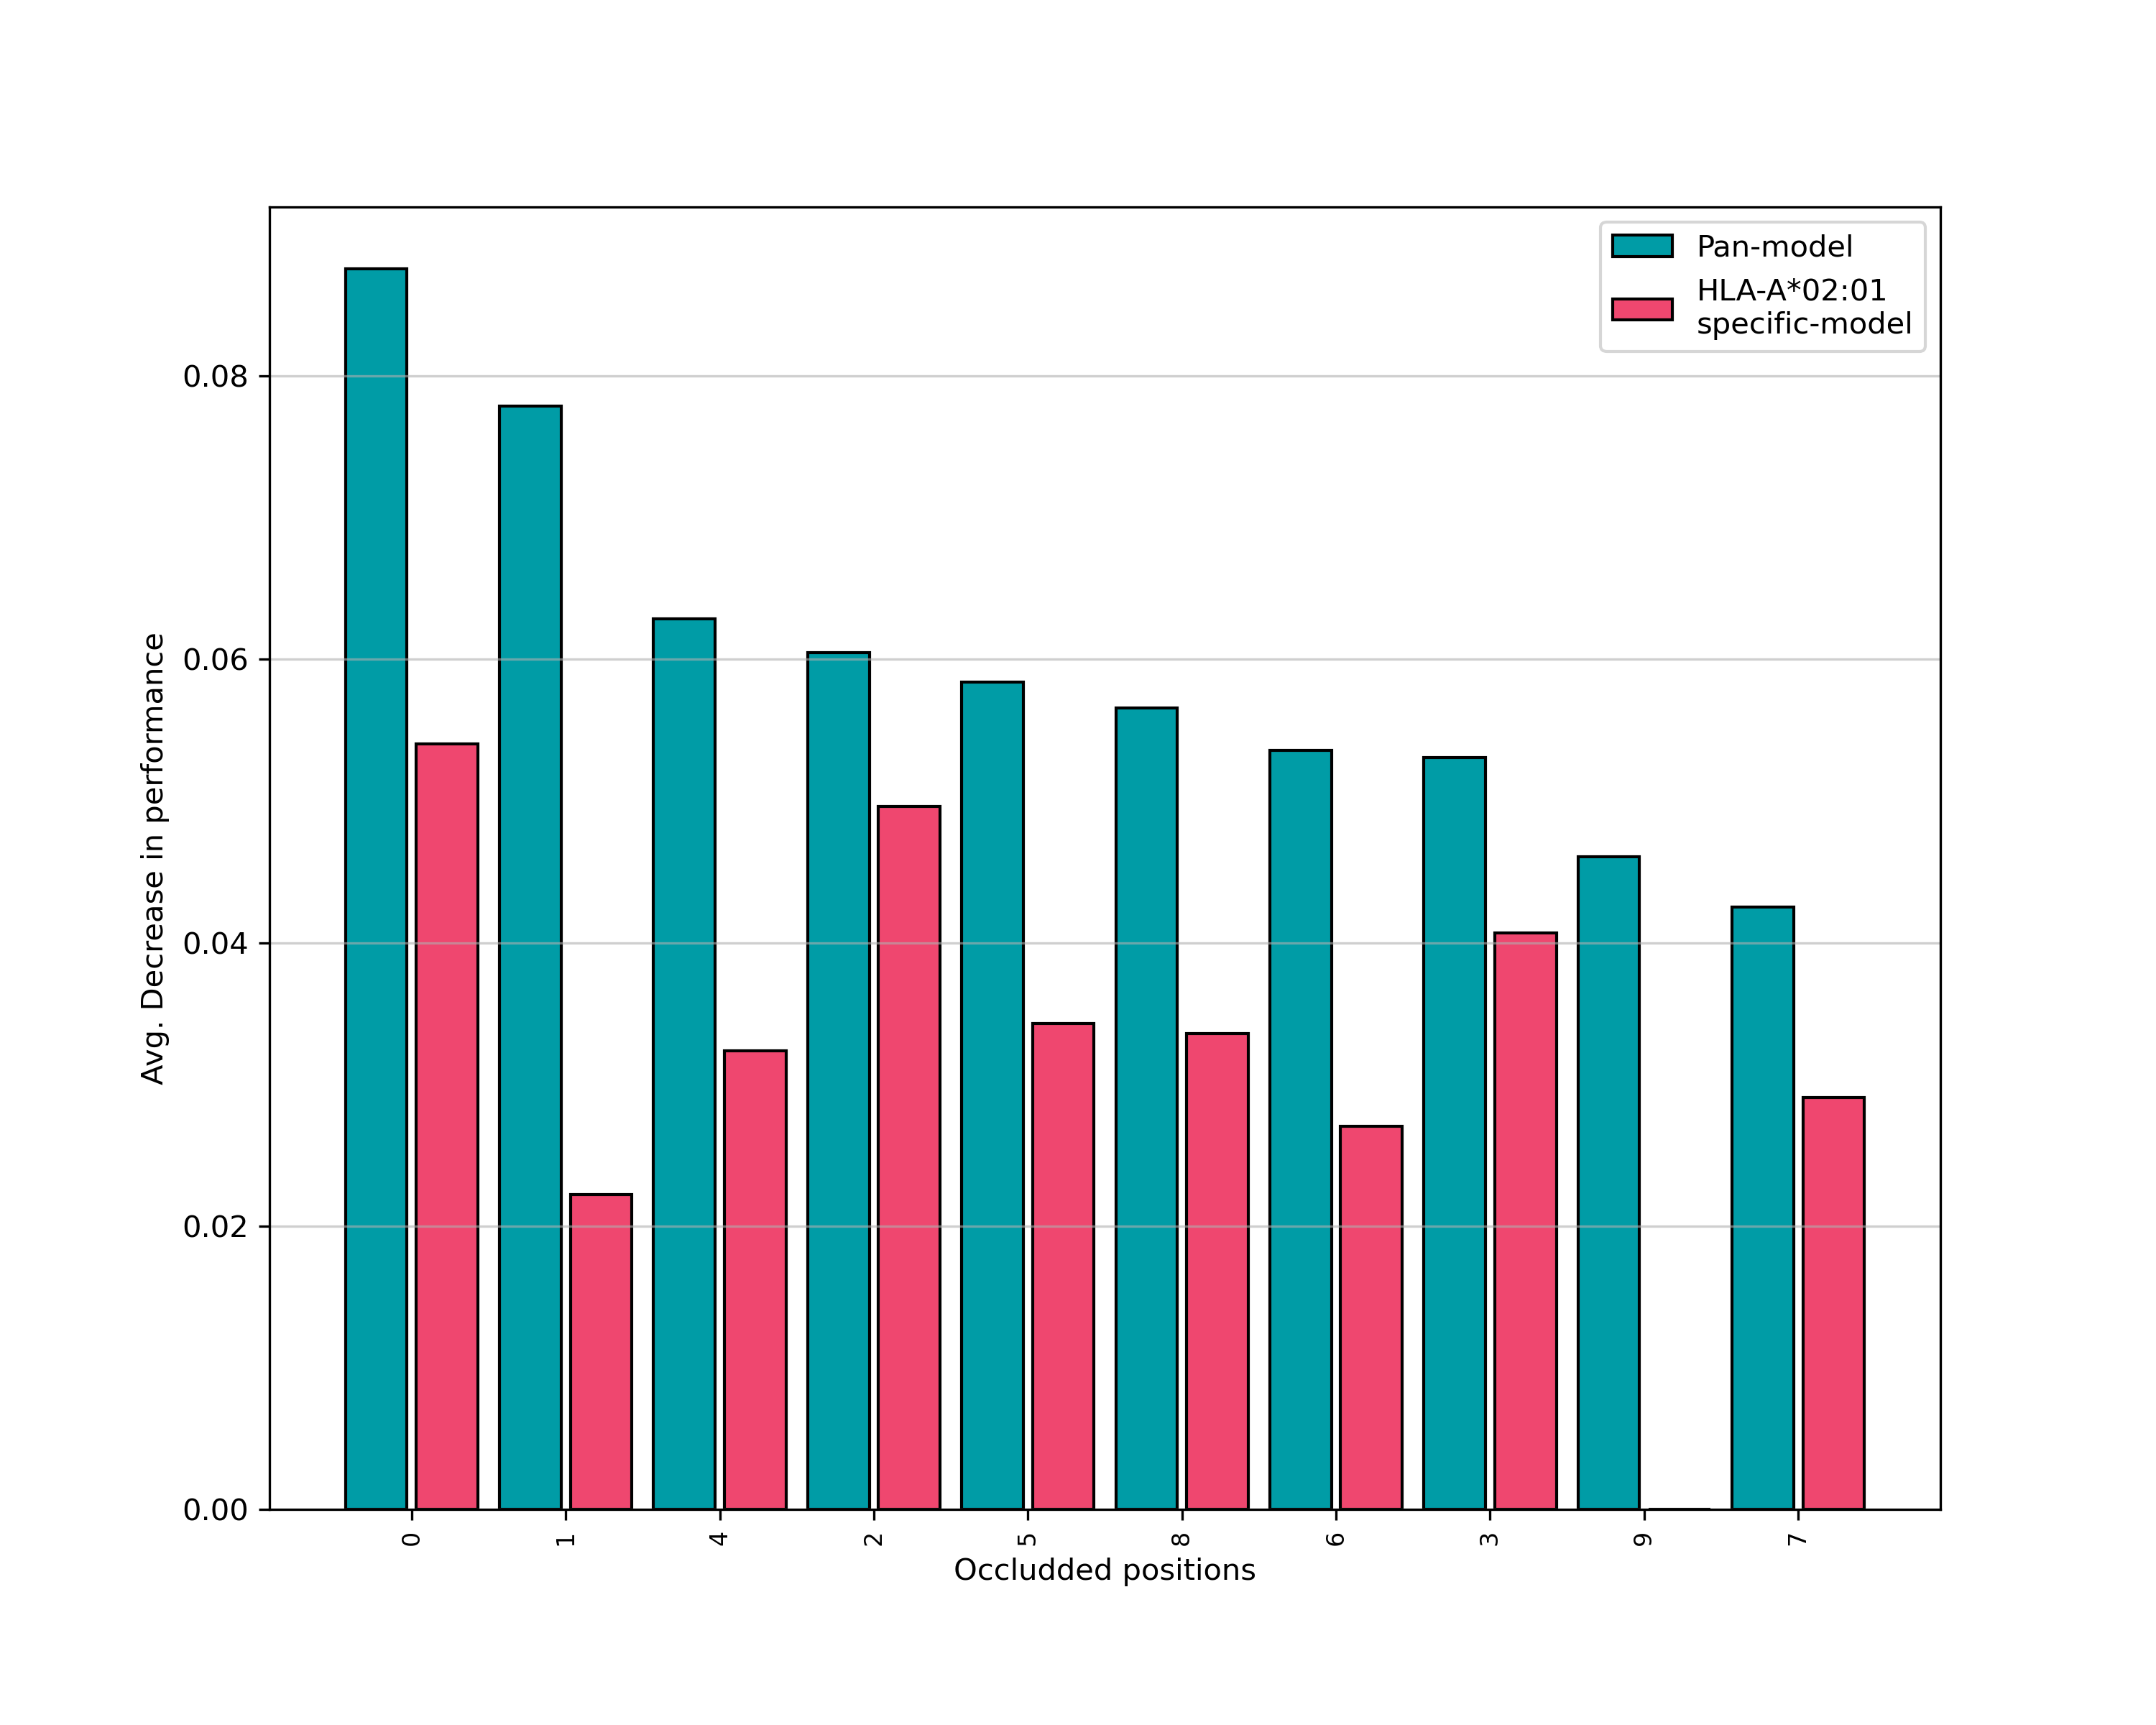 Pan-model
HLA-A*02:01
specific-model
0.08
0.06
0.04
0.02
0.00
Avg. Decrease in performance
0 1 4 2 5 8 6 3 9 7
Occludded positions